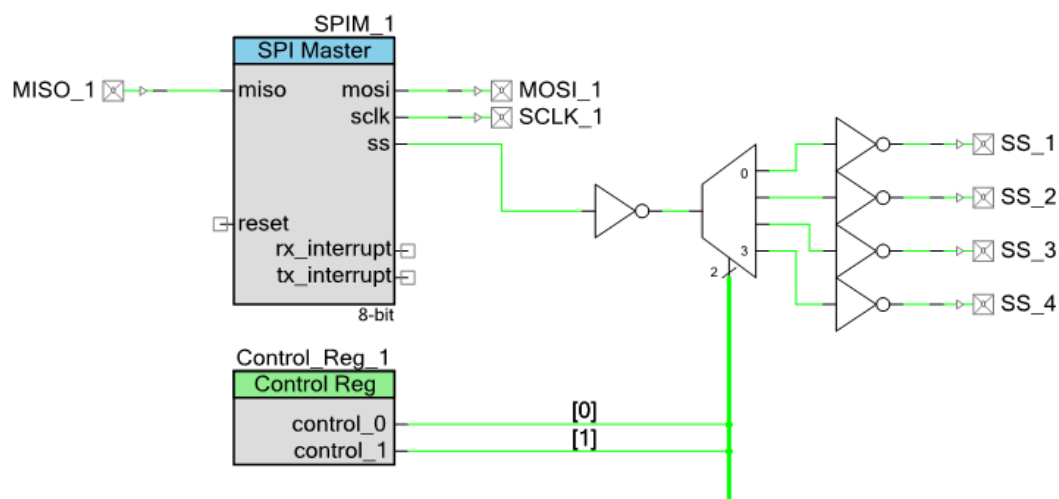 SPIM_1
SPI Master
MISO_1
miso
mosi
MOSI_1
sclk
SCLK_1
ss
reset
rx_interrupt
tx_interrupt
8-bit
0
3
2
SS_1
SS_2
SS_3
SS_4
Control_Reg_1
Control Reg
control_0
[0]
control_1
[1]